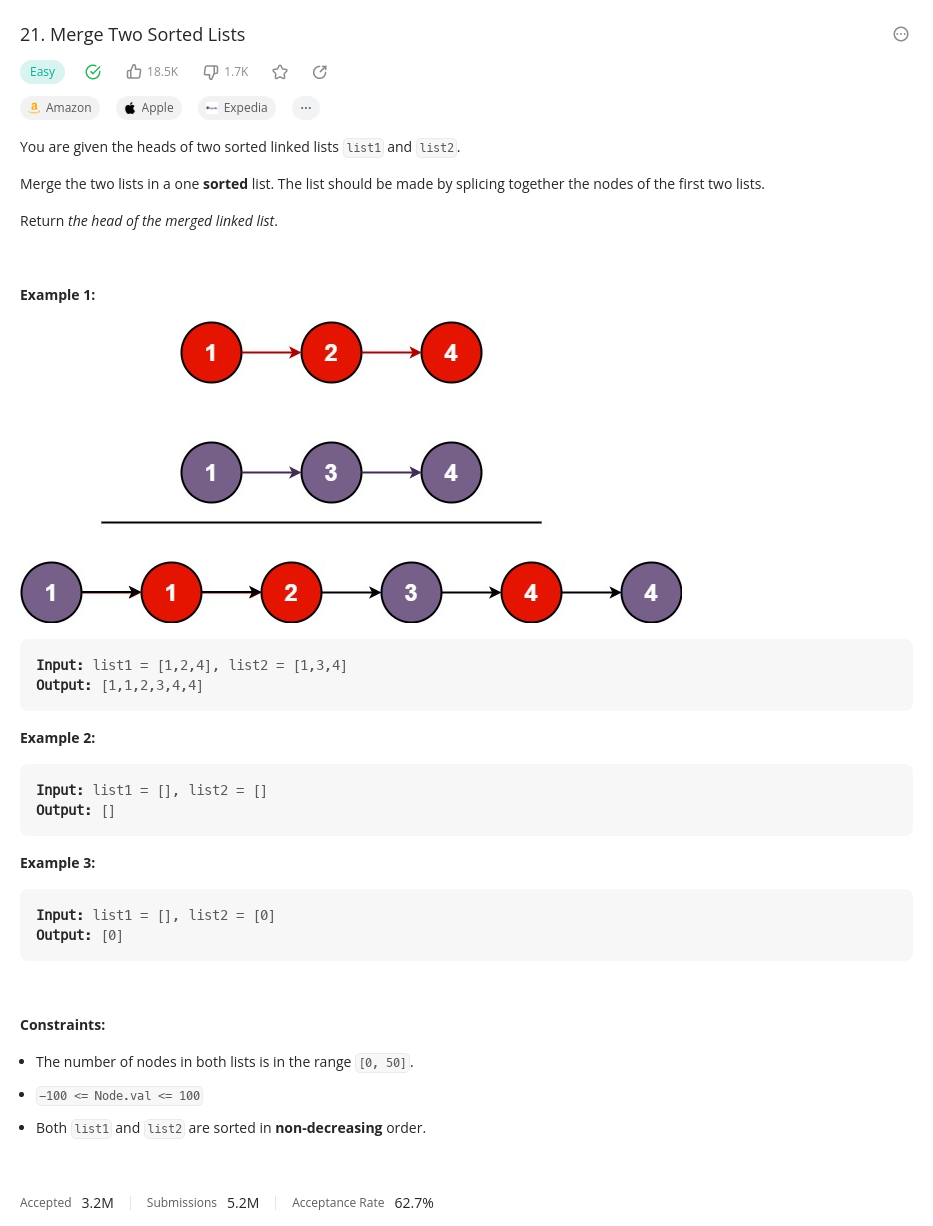 21. Merge Two Sorted Lists
Easy 18.5K 1.7K
Amazon Apple Expedia ...
You are given the heads of two sorted linked lists list1 and list2.
Merge the two lists in a one sorted list. The list should be made by splicing together the nodes of the first two lists.
Return the head of the merged linked list.
Example 1:
1 2 4
1 3 4
1 1 2 3 4 4
Input: list1 = [1,2,4], list2 = [1,3,4]
Output: [1,1,2,3,4,4]
Example 2:
Input: list1 = [], list2 = []
Output: []
Example 3:
Input: list1 = [], list2 = [0]
Output: [0]
Constraints:
• The number of nodes in both lists is in the range [0, 50].
• −100 <= Node.val <= 100
• Both list1 and list2 are sorted in non-decreasing order.
Accepted 3.2M Submissions 5.2M Acceptance Rate 62.7%